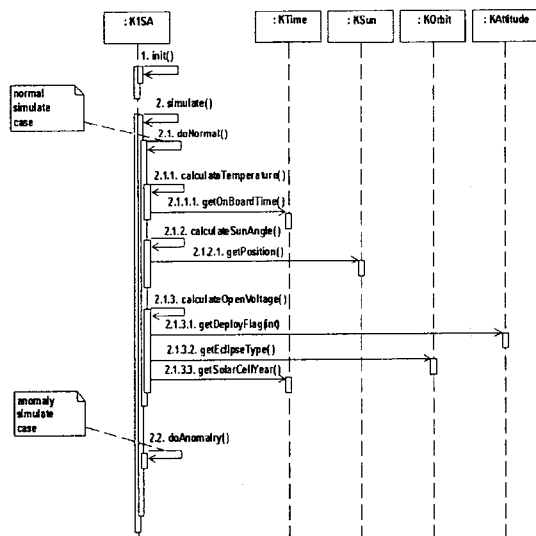 : K1SA
: KTime
: KSun
: KOrbit
: KAttitude
1. init()
normal
simulate
case
2. simulate()
2.1. doNormal()
2.1.1. calculateTemperature()
2.1.1.1. getOnBoardTime()
2.1.2. calculateSunAngle()
2.1.2.1. getPosition()
2.1.3. calculateOpenVoltage()
2.1.3.1. getDeployFlag(int)
2.1.3.2. getEclipseType()
2.1.3.3. getSolarCellYear()
anomaly
simulate
case
2.2. doAnomalry()